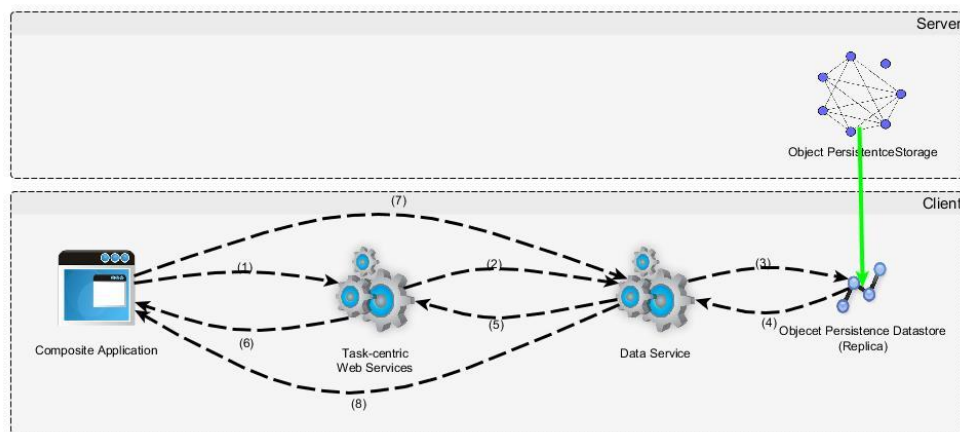 Server
Object PersistentceStorage
Client
(7)
(1)
(2)
(3)
(4)
(5)
(6)
Composite Application
Task-centric
Web Services
Data Service
Objecet Persistence Datastore
(Replica)
(8)